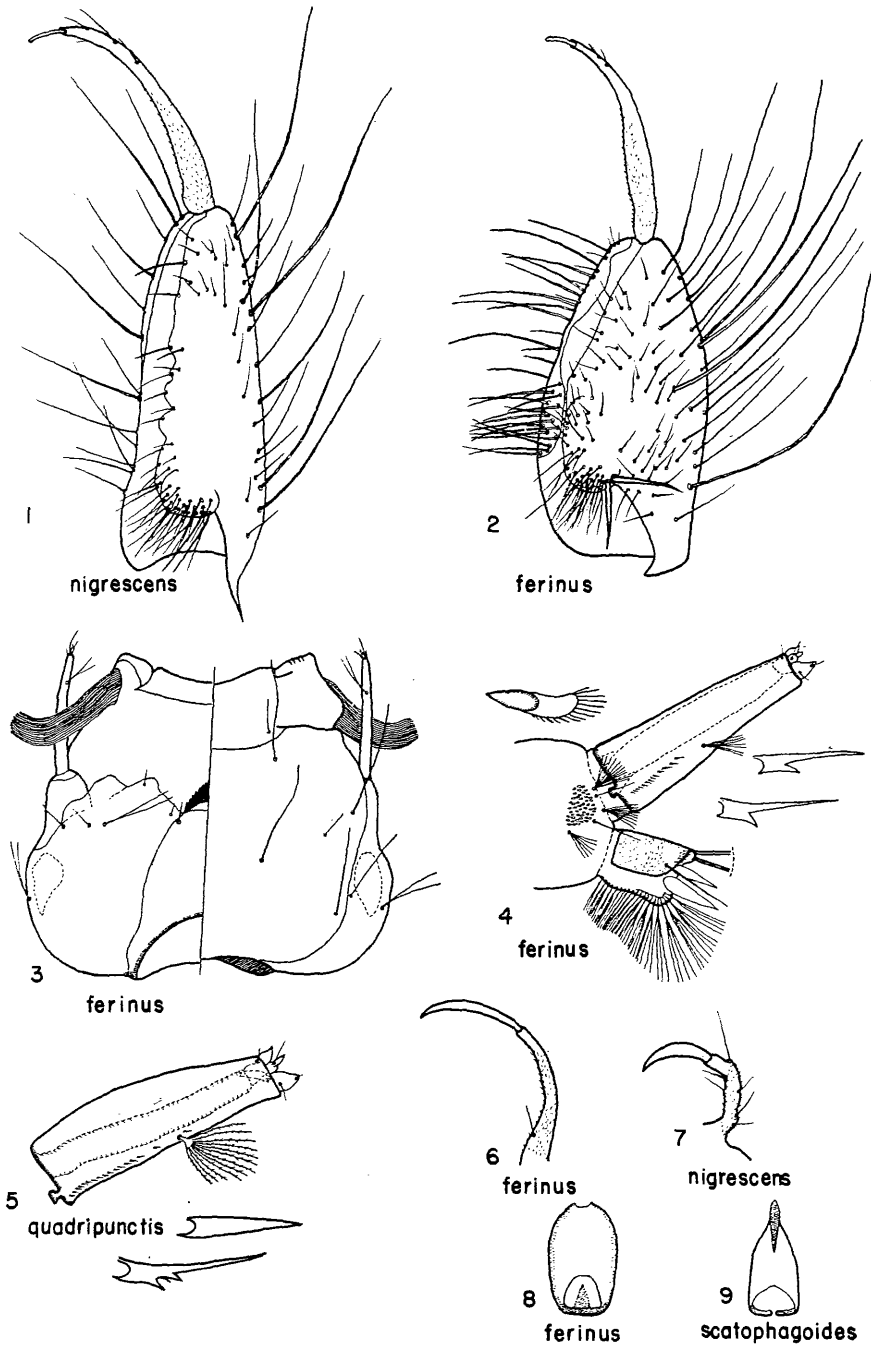 1
nigrescens
2
ferinus
3
ferinus
4
ferinus
5
quadripunctis
6
ferinus
7
nigrescens
8
ferinus
9
scatophagoides